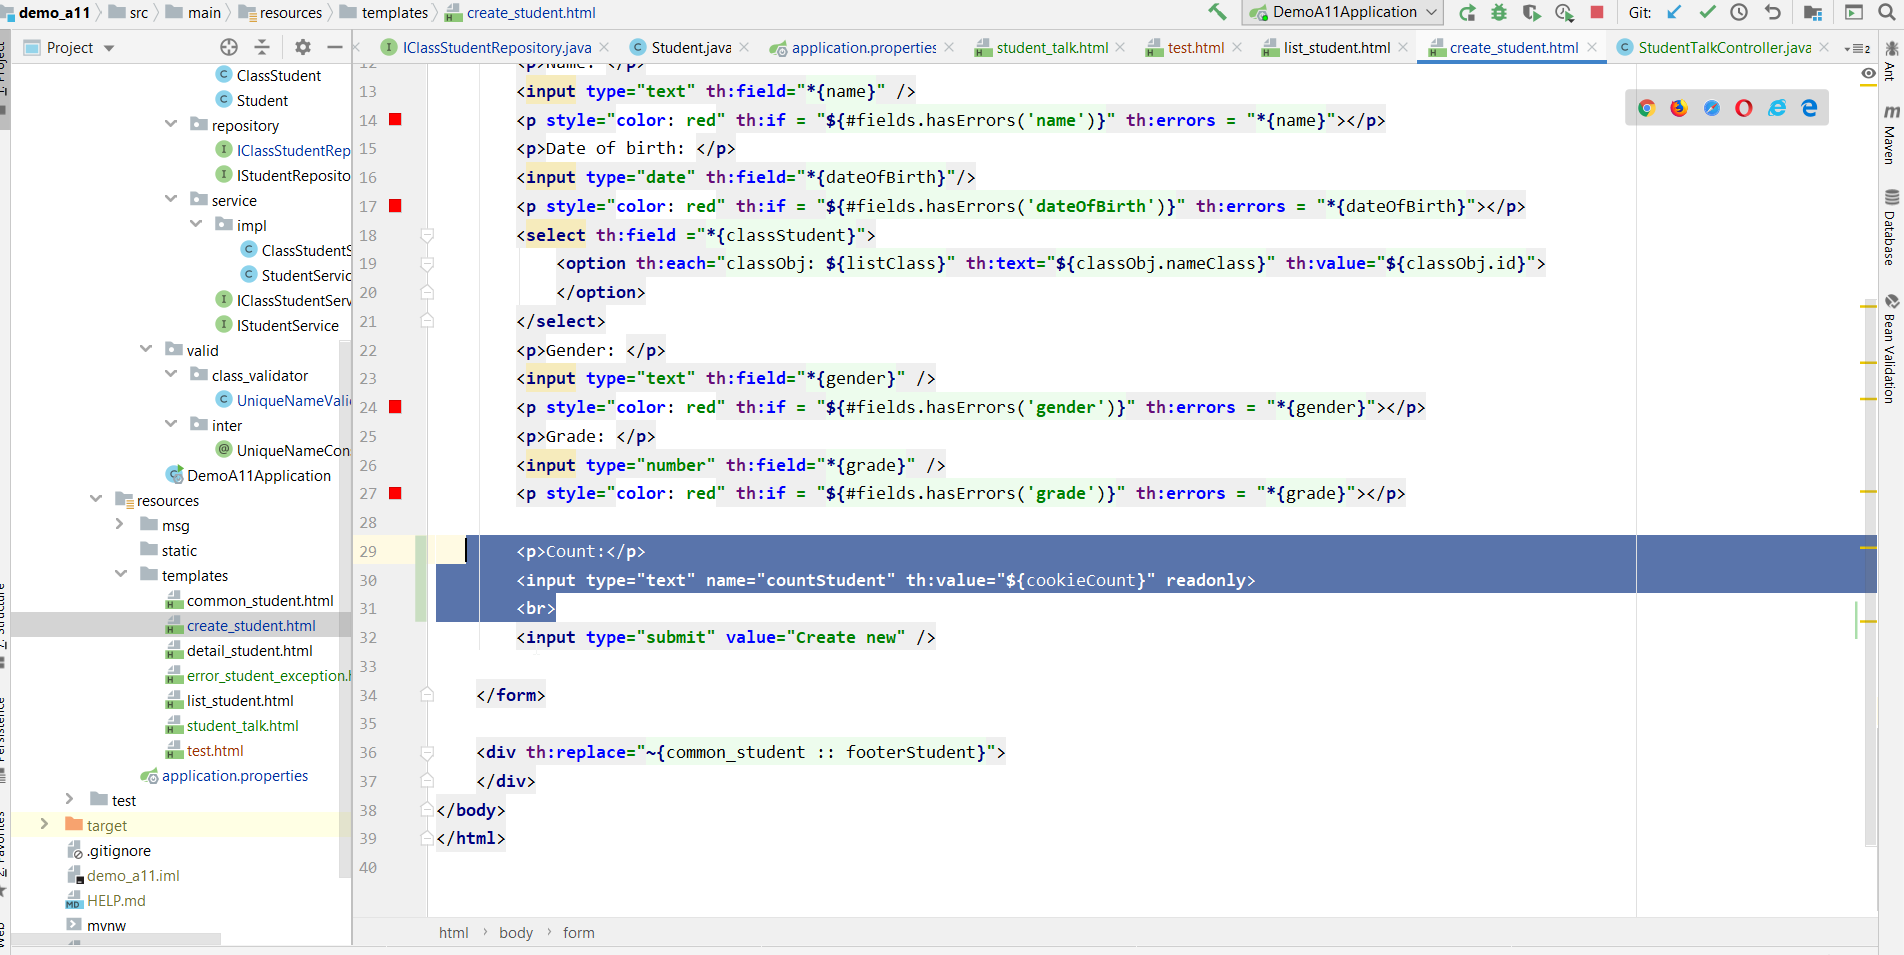 demo_a11 src main resources templates create_student.html
DemoA11Application Git:
Project
IClassStudentRepository.java Student.java application.properties student_talk.html test.html list_student.html create_student.html StudentTalkController.java 2
ClassStudent
Student
repository
IClassStudentRep
IStudentReposito
service
impl
ClassStudentS
StudentServic
IClassStudentServ
IStudentService
valid
class_validator
UniqueNameVali
inter
UniqueNameCon
DemoA11Application
resources
msg
static
templates
common_student.html
create_student.html
detail_student.html
error_student_exception.h
list_student.html
student_talk.html
test.html
application.properties
test
target
.gitignore
demo_a11.iml
HELP.md
mvnw
12 <p>Name: </p>
13 <input type="text" th:field="*{name}" />
14 <p style="color: red" th:if = "${#fields.hasErrors('name')}" th:errors = "*{name}"></p>
15 <p>Date of birth: </p>
16 <input type="date" th:field="*{dateOfBirth}"/>
17 <p style="color: red" th:if = "${#fields.hasErrors('dateOfBirth')}" th:errors = "*{dateOfBirth}"></p>
18 <select th:field ="*{classStudent}">
19 <option th:each="classObj: ${listClass}" th:text="${classObj.nameClass}" th:value="${classObj.id}">
20 </option>
21 </select>
22 <p>Gender: </p>
23 <input type="text" th:field="*{gender}" />
24 <p style="color: red" th:if = "${#fields.hasErrors('gender')}" th:errors = "*{gender}"></p>
25 <p>Grade: </p>
26 <input type="number" th:field="*{grade}" />
27 <p style="color: red" th:if = "${#fields.hasErrors('grade')}" th:errors = "*{grade}"></p>
28
29 <p>Count:</p>
30 <input type="text" name="countStudent" th:value="${cookieCount}" readonly>
31 <br>
32 <input type="submit" value="Create new" />
33
34 </form>
35
36 <div th:replace="~{common_student :: footerStudent}">
37 </div>
38 </body>
39 </html>
40
html body form
Ant
Maven
Database
Bean Validation